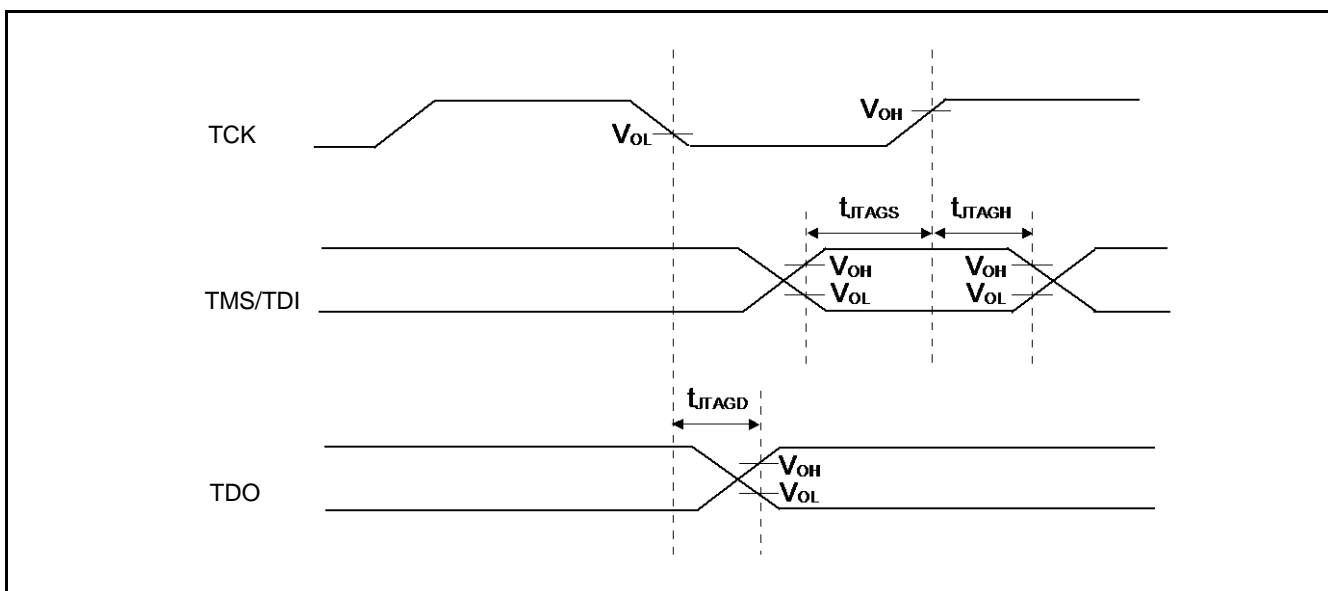 TCK
VOL
VOH
tJTAGS
tJTAGH
TMS/TDI
VOH
VOL
VOH
VOL
tJTAGD
TDO
VOH
VOL